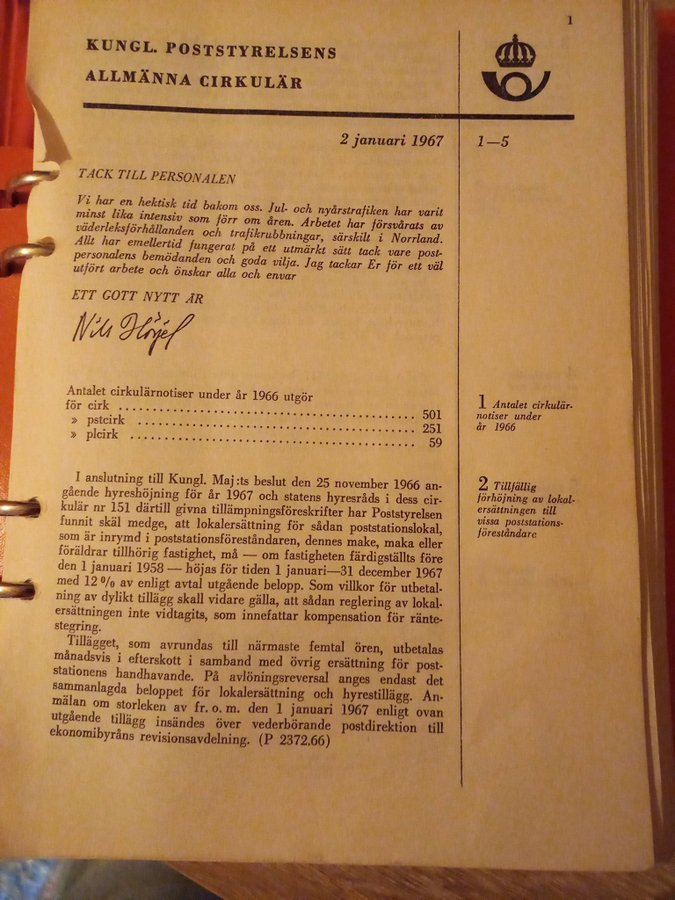 1
KUNGL. POSTSTYRELSENS
ALLMÄNNA CIRKULÄR
2 januari 1967
1—5
TACK TILL PERSONALEN
Vi har en hektisk tid bakom oss. Jul- och nyårstrafiken har varit
minst lika intensiv som förr om åren. Arbetet har försvårats av
väderleksförhållanden och trafikrubbningar, särskilt i Norrland.
Allt har emellertid fungerat på ett utmärkt sätt tack vare post-
personalens bemödanden och goda vilja. Jag tackar Er för ett väl
utfört arbete och önskar alla och envar
ETT GOTT NYTT ÅR
Nils Hörjel
Antalet cirkulärnotiser under år 1966 utgör
för cirk ........................................ 501
» pstcirk ........................................ 251
» plcirk ........................................ 59
1 Antalet cirkulär-
notiser under
år 1966
I anslutning till Kungl. Maj:ts beslut den 25 november 1966 an-
gående hyreshöjning för år 1967 och statens hyresråds i dess cir-
kulär nr 151 därtill givna tillämpningsföreskrifter har Poststyrelsen
funnit skäl medge, att lokalersättning för sådan poststationslokal,
som är inrymd i poststationsföreståndaren, dennes make, maka eller
föräldrar tillhörig fastighet, må — om fastigheten färdigställts före
den 1 januari 1958 — höjas för tiden 1 januari—31 december 1967
med 12 % av enligt avtal utgående belopp. Som villkor för utbetal-
ning av dylikt tillägg skall vidare gälla, att sådan reglering av lokal-
ersättningen inte vidtagits, som innefattar kompensation för ränte-
stegring.
Tillägget, som avrundas till närmaste femtal ören, utbetalas
månadsvis i efterskott i samband med övrig ersättning för post-
stationens handhavande. På avlöningsreversal anges endast det
sammanlagda beloppet för lokalersättning och hyrestillägg. An-
mälan om storleken av fr. o. m. den 1 januari 1967 enligt ovan
utgående tillägg insändes över vederbörande postdirektion till
ekonomibyråns revisionsavdelning. (P 2372.66)
2 Tillfällig
förhöjning av lokal-
ersättningen till
vissa poststations-
föreståndare